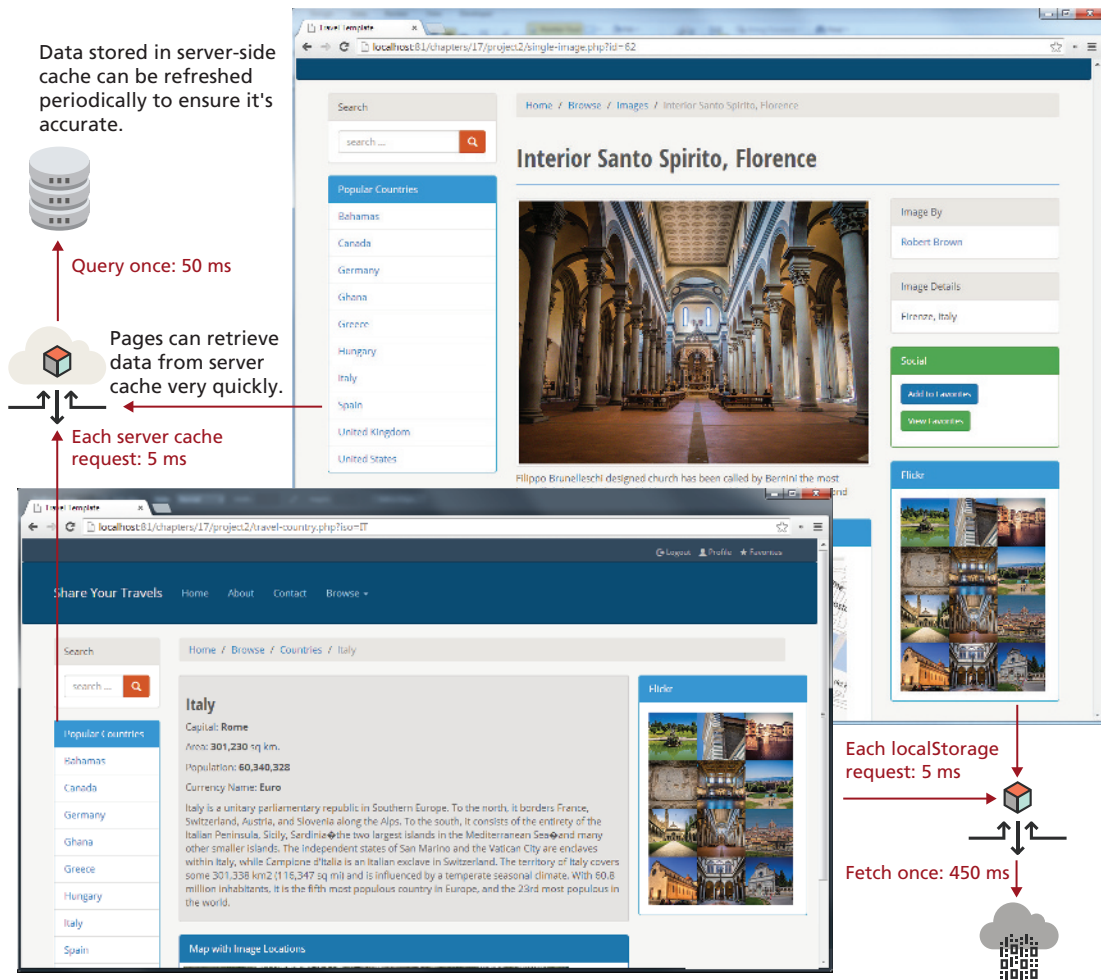 Data stored in server-side
cache can be refreshed
periodically to ensure it's
accurate.
Query once: 50 ms
Pages can retrieve
data from server
cache very quickly.
Each server cache
request: 5 ms
Travel Template
localhost:81/chapters/17/project2/single-image.php?id=62
Search
search ...
Popular Countries
Bahamas
Canada
Germany
Ghana
Greece
Hungary
Italy
Spain
United Kingdom
United States
Home / Browse / Images / Interior Santo Spirito, Florence
Interior Santo Spirito, Florence
Filippo Brunelleschi designed church has been called by Bernini the most
and
Image By
Robert Brown
Image Details
Firenze, Italy
Social
Add to Favorites
View Favorites
Flickr
Travel Template
localhost:81/chapters/17/project2/travel-country.php?iso=IT
Logout Profile Favorites
Share Your Travels Home About Contact Browse
Search
search ...
Popular Countries
Bahamas
Canada
Germany
Ghana
Greece
Hungary
Italy
Spain
Home / Browse / Countries / Italy
Italy
Capital: Rome
Area: 301,230 sq km.
Population: 60,340,328
Currency Name: Euro
Italy is a unitary parliamentary republic in Southern Europe. To the north, it borders France,
Switzerland, Austria, and Slovenia along the Alps. To the south, it consists of the entirety of the
Italian Peninsula, Sicily, Sardinia�the two largest islands in the Mediterranean Sea�and many
other smaller islands. The independent states of San Marino and the Vatican City are enclaves
within Italy, while Campione d'Italia is an Italian exclave in Switzerland. The territory of Italy covers
some 301,338 km2 (116,347 sq mi) and is influenced by a temperate seasonal climate. With 60.8
million inhabitants, it is the fifth most populous country in Europe, and the 23rd most populous in
the world.
Map with Image Locations
Flickr
Each localStorage
request: 5 ms
Fetch once: 450 ms